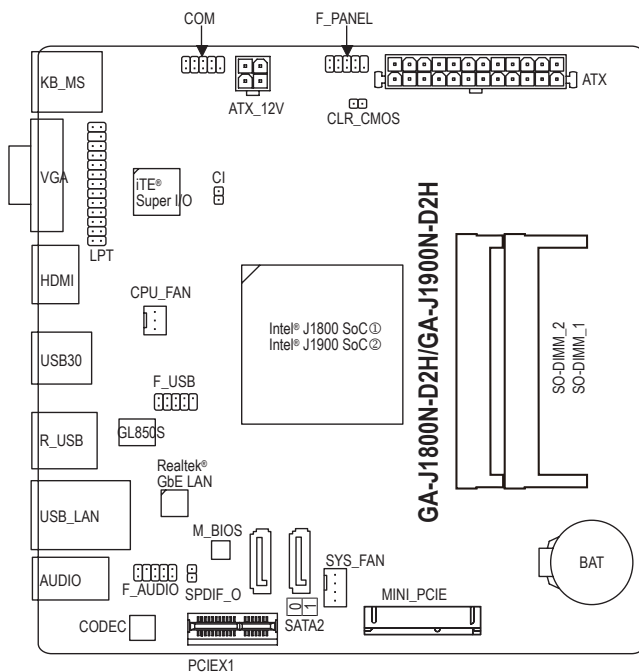 COM
F_PANEL
KB_MS
ATX_12V
ATX
CLR_CMOS
VGA
iTE®
Super I/O
CI
LPT
HDMI
CPU_FAN
Intel® J1800 SoC①
Intel® J1900 SoC②
GA-J1800N-D2H/GA-J1900N-D2H
SO-DIMM_2
SO-DIMM_1
USB30
F_USB
R_USB
GL850S
Realtek®
GbE LAN
USB_LAN
M_BIOS
SYS_FAN
BAT
AUDIO
F_AUDIO
SPDIF_O
0
1
SATA2
MINI_PCIE
CODEC
PCIEX1